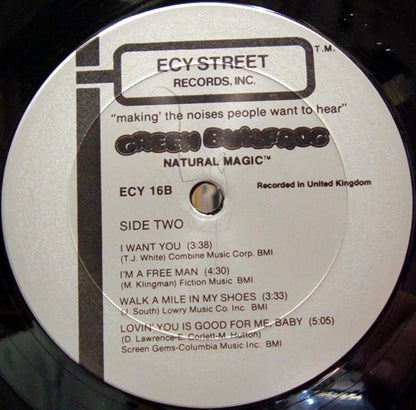 ECY STREET
RECORDS, INC.
T.M.
"making' the noises people want to hear"
GREEN BULLFROG
NATURAL MAGIC™
ECY 16B
Recorded in United Kingdom
SIDE TWO
I WANT YOU (3:38)
(T.J. White) Combine Music Corp. BMI
I'M A FREE MAN (4:30)
(M. Klingman) Fiction Music BMI
WALK A MILE IN MY SHOES (3:33)
(J. South) Lowry Music Co. Inc. BMI
LOVIN' YOU IS GOOD FOR ME, BABY (5:05)
(D. Lawrence-E. Corlett-M. Hutton)
Screen Gems-Columbia Music Inc. BMI